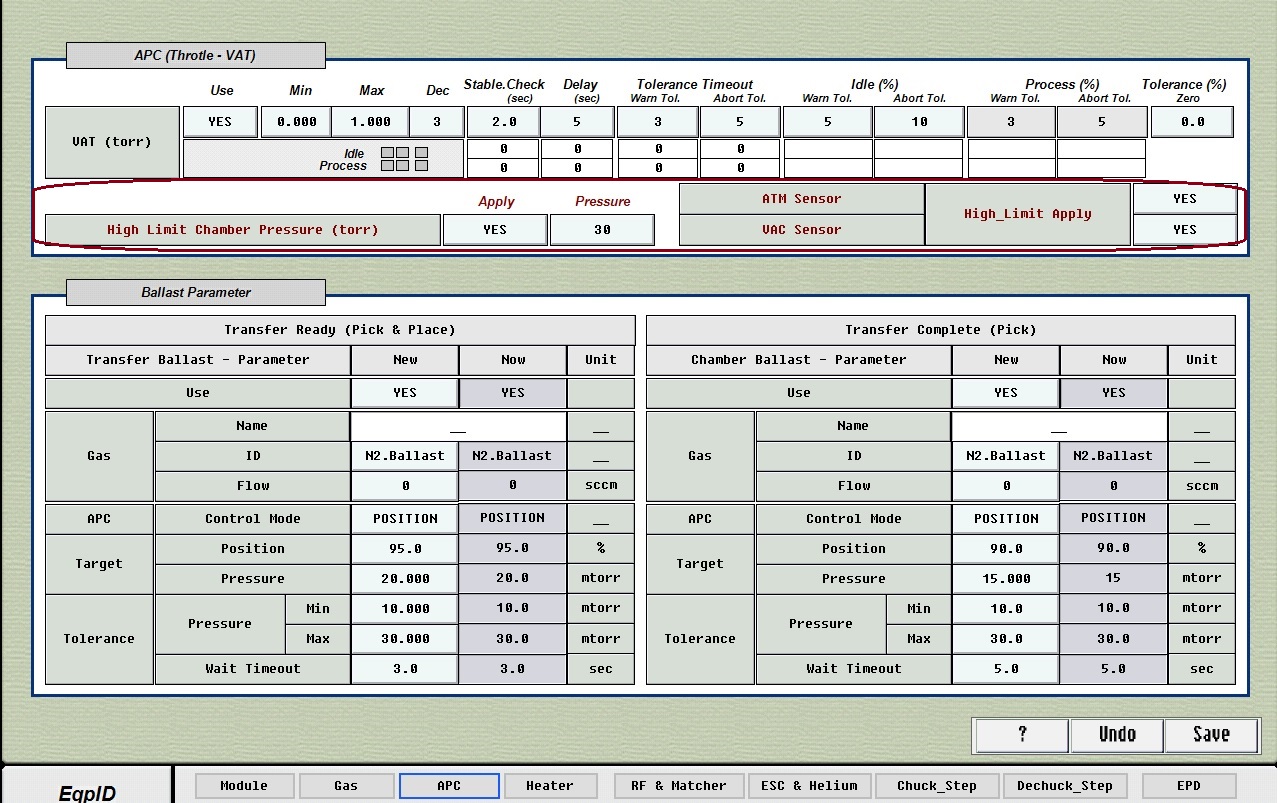 APC (Throtle - VAT)
Use Min Max Dec Stable.Check (sec) Delay (sec) Tolerance Timeout Warn Tol. Abort Tol. Idle (%) Warn Tol. Abort Tol. Process (%) Warn Tol. Abort Tol. Tolerance (%) Zero
VAT (torr) YES 0.000 1.000 3 2.0 5 3 5 5 10 3 5 0.0
Idle 0 0 0 0
Process 0 0 0 0
Apply Pressure
High Limit Chamber Pressure (torr) YES 30
ATM Sensor High_Limit Apply YES
VAC Sensor YES
Ballast Parameter
Transfer Ready (Pick & Place)
Transfer Ballast - Parameter New Now Unit
Use YES YES
Gas Name __ __
ID N2.Ballast N2.Ballast __
Flow 0 0 sccm
APC Control Mode POSITION POSITION __
Target Position 95.0 95.0 %
Pressure 20.000 20.0 mtorr
Tolerance Pressure Min 10.000 10.0 mtorr
Max 30.000 30.0 mtorr
Wait Timeout 3.0 3.0 sec
Transfer Complete (Pick)
Chamber Ballast - Parameter New Now Unit
Use YES YES
Gas Name __ __
ID N2.Ballast N2.Ballast __
Flow 0 0 sccm
APC Control Mode POSITION POSITION __
Target Position 90.0 90.0 %
Pressure 15.000 15 mtorr
Tolerance Pressure Min 10.0 10.0 mtorr
Max 30.0 30.0 mtorr
Wait Timeout 5.0 5.0 sec
? Undo Save
EqpID Module Gas APC Heater RF & Matcher ESC & Helium Chuck_Step Dechuck_Step EPD